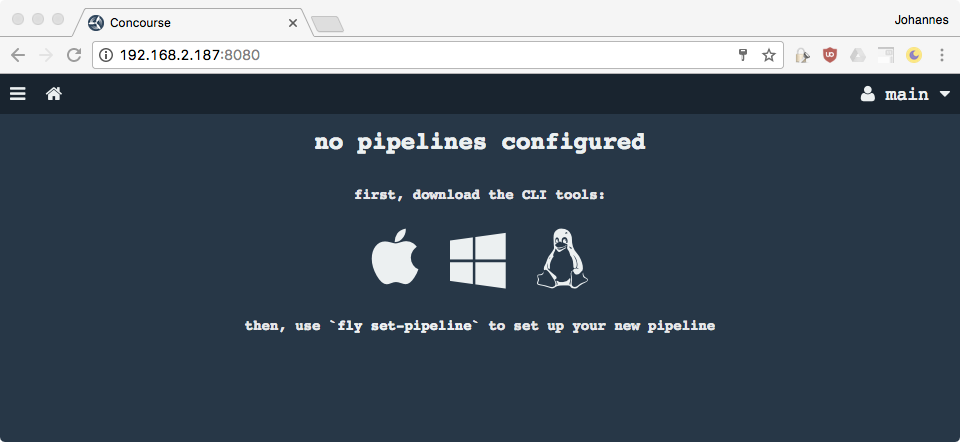 Concourse
Johannes
192.168.2.187:8080
main
no pipelines configured
first, download the CLI tools:
then, use `fly set-pipeline` to set up your new pipeline